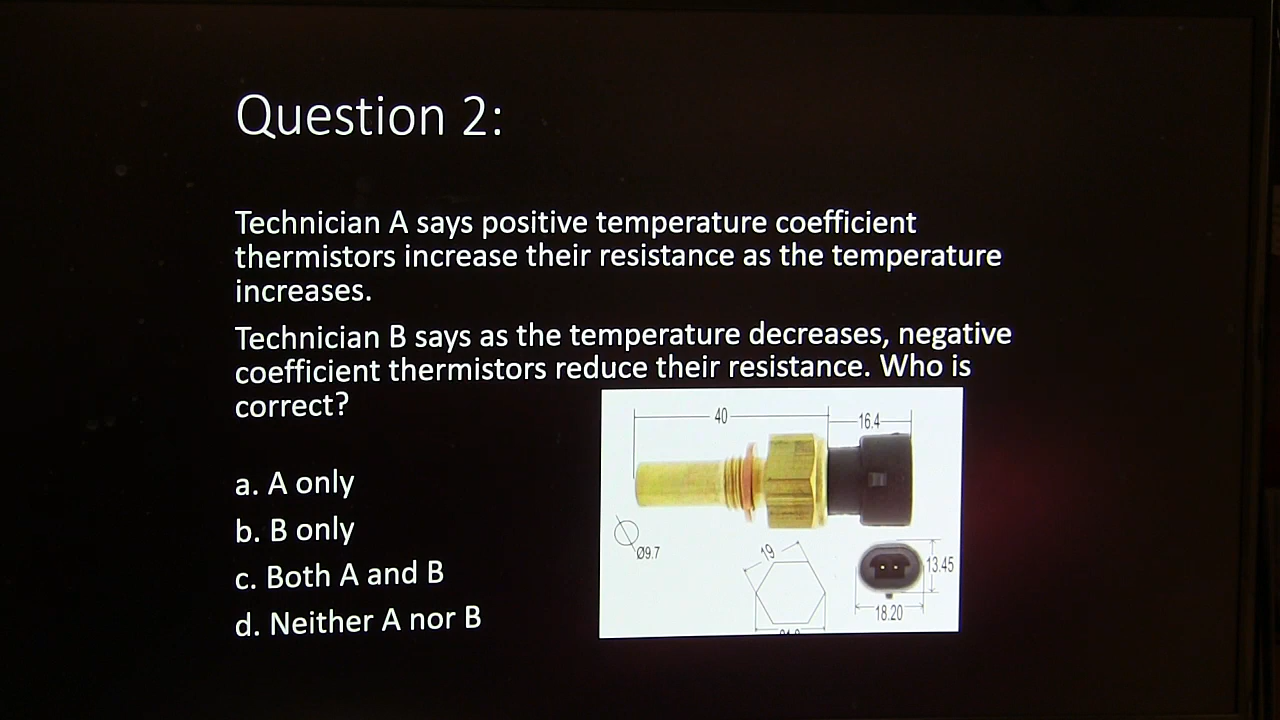 Question 2:
Technician A says positive temperature coefficient
thermistors increase their resistance as the temperature
increases.
Technician B says as the temperature decreases, negative
coefficient thermistors reduce their resistance. Who is
correct?
a. A only
b. B only
c. Both A and B
d. Neither A nor B
40
16.4
Ø9.7
19
13.45
18.20